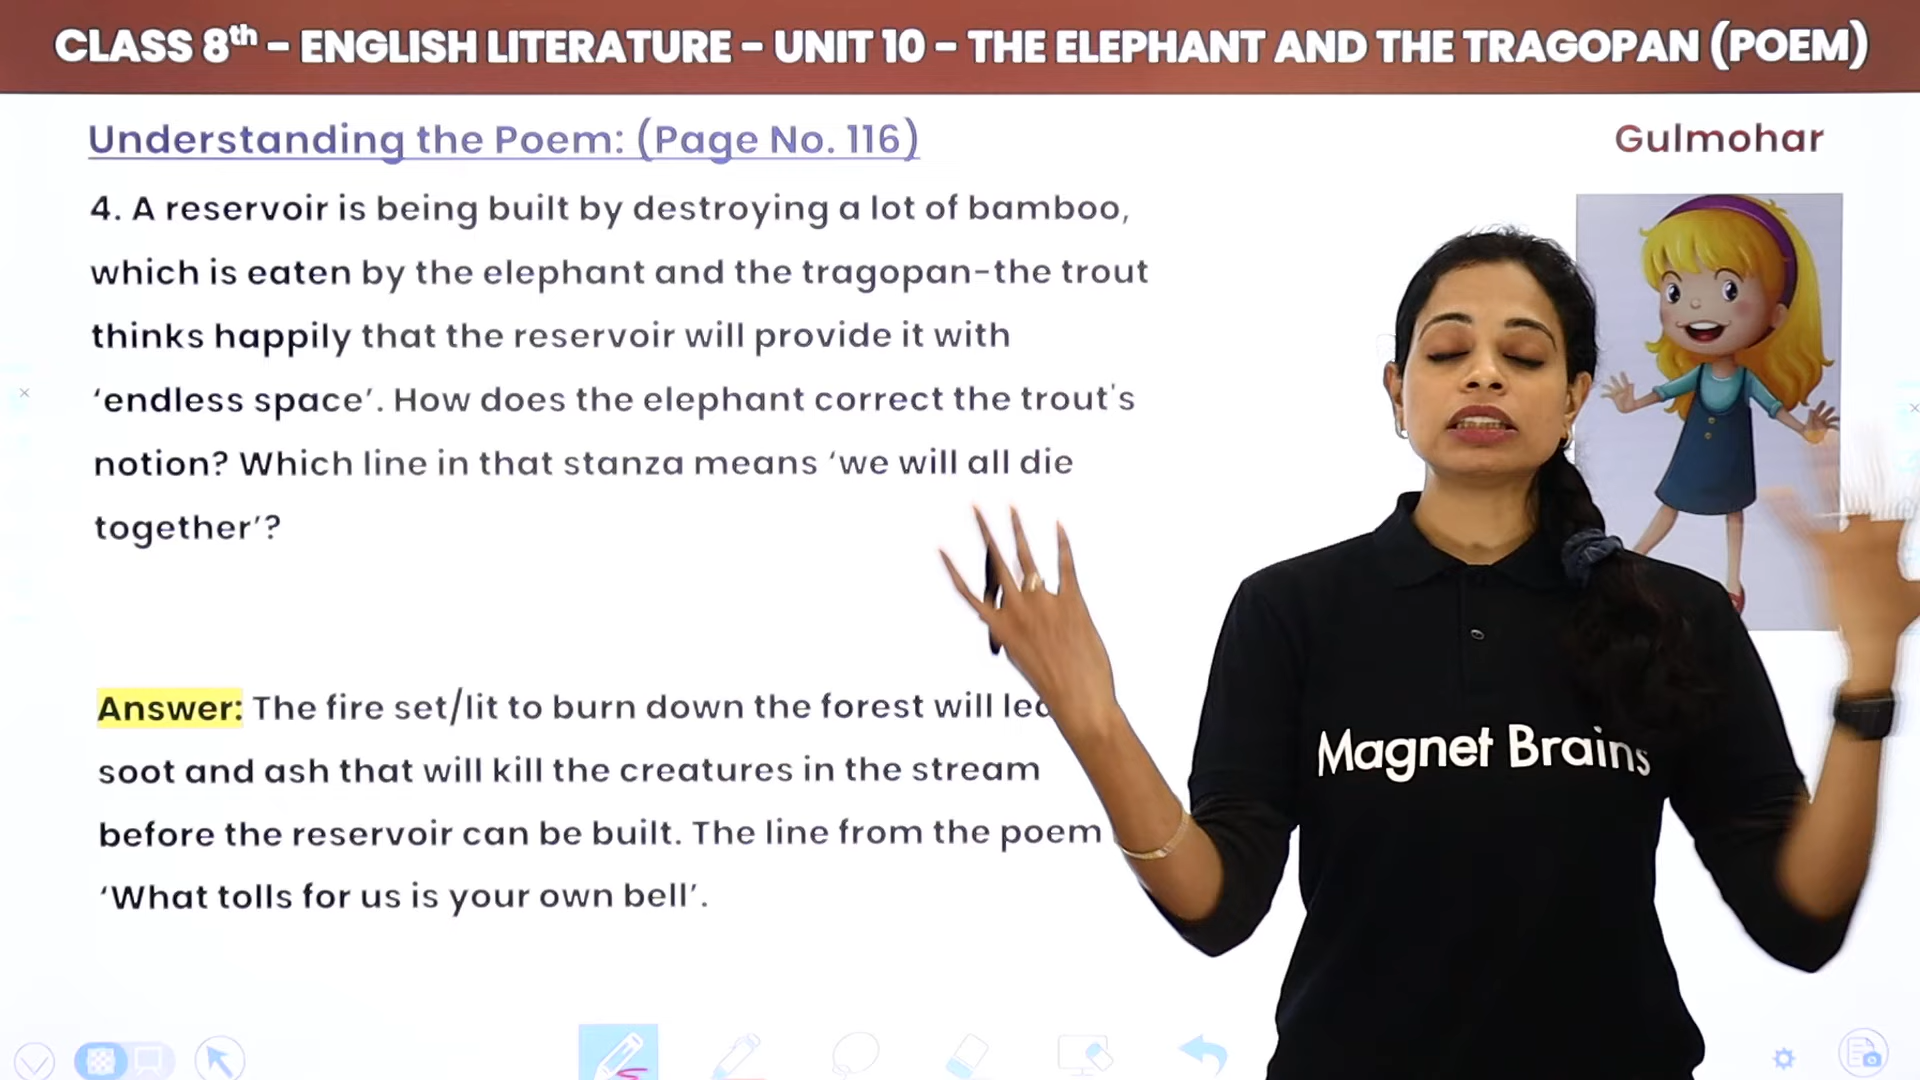 CLASS 8th - ENGLISH LITERATURE - UNIT 10 - THE ELEPHANT AND THE TRAGOPAN (POEM)
Understanding the Poem: (Page No. 116)
Gulmohar
4. A reservoir is being built by destroying a lot of bamboo,
which is eaten by the elephant and the tragopan-the trout
thinks happily that the reservoir will provide it with
‘endless space’. How does the elephant correct the trout's
notion? Which line in that stanza means ‘we will all die
together’?
Answer: The fire set/lit to burn down the forest will
soot and ash that will kill the creatures in the stream
before the reservoir can be built. The line from the poem
‘What tolls for us is your own bell’.
Magnet Brains